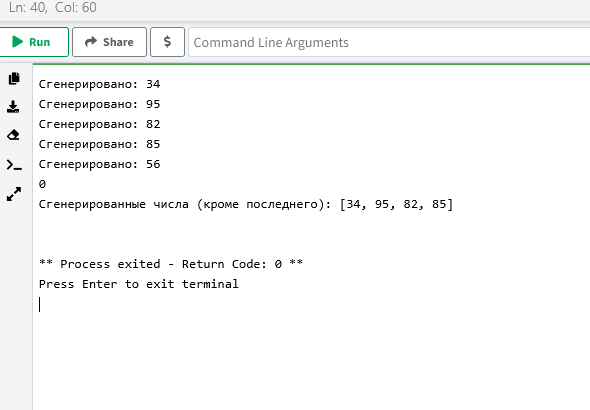 Ln: 40, Col: 60
Run Share $ Command Line Arguments
Сгенерировано: 34
Сгенерировано: 95
Сгенерировано: 82
Сгенерировано: 85
Сгенерировано: 56
0
Сгенерированные числа (кроме последнего): [34, 95, 82, 85]
** Process exited - Return Code: 0 **
Press Enter to exit terminal